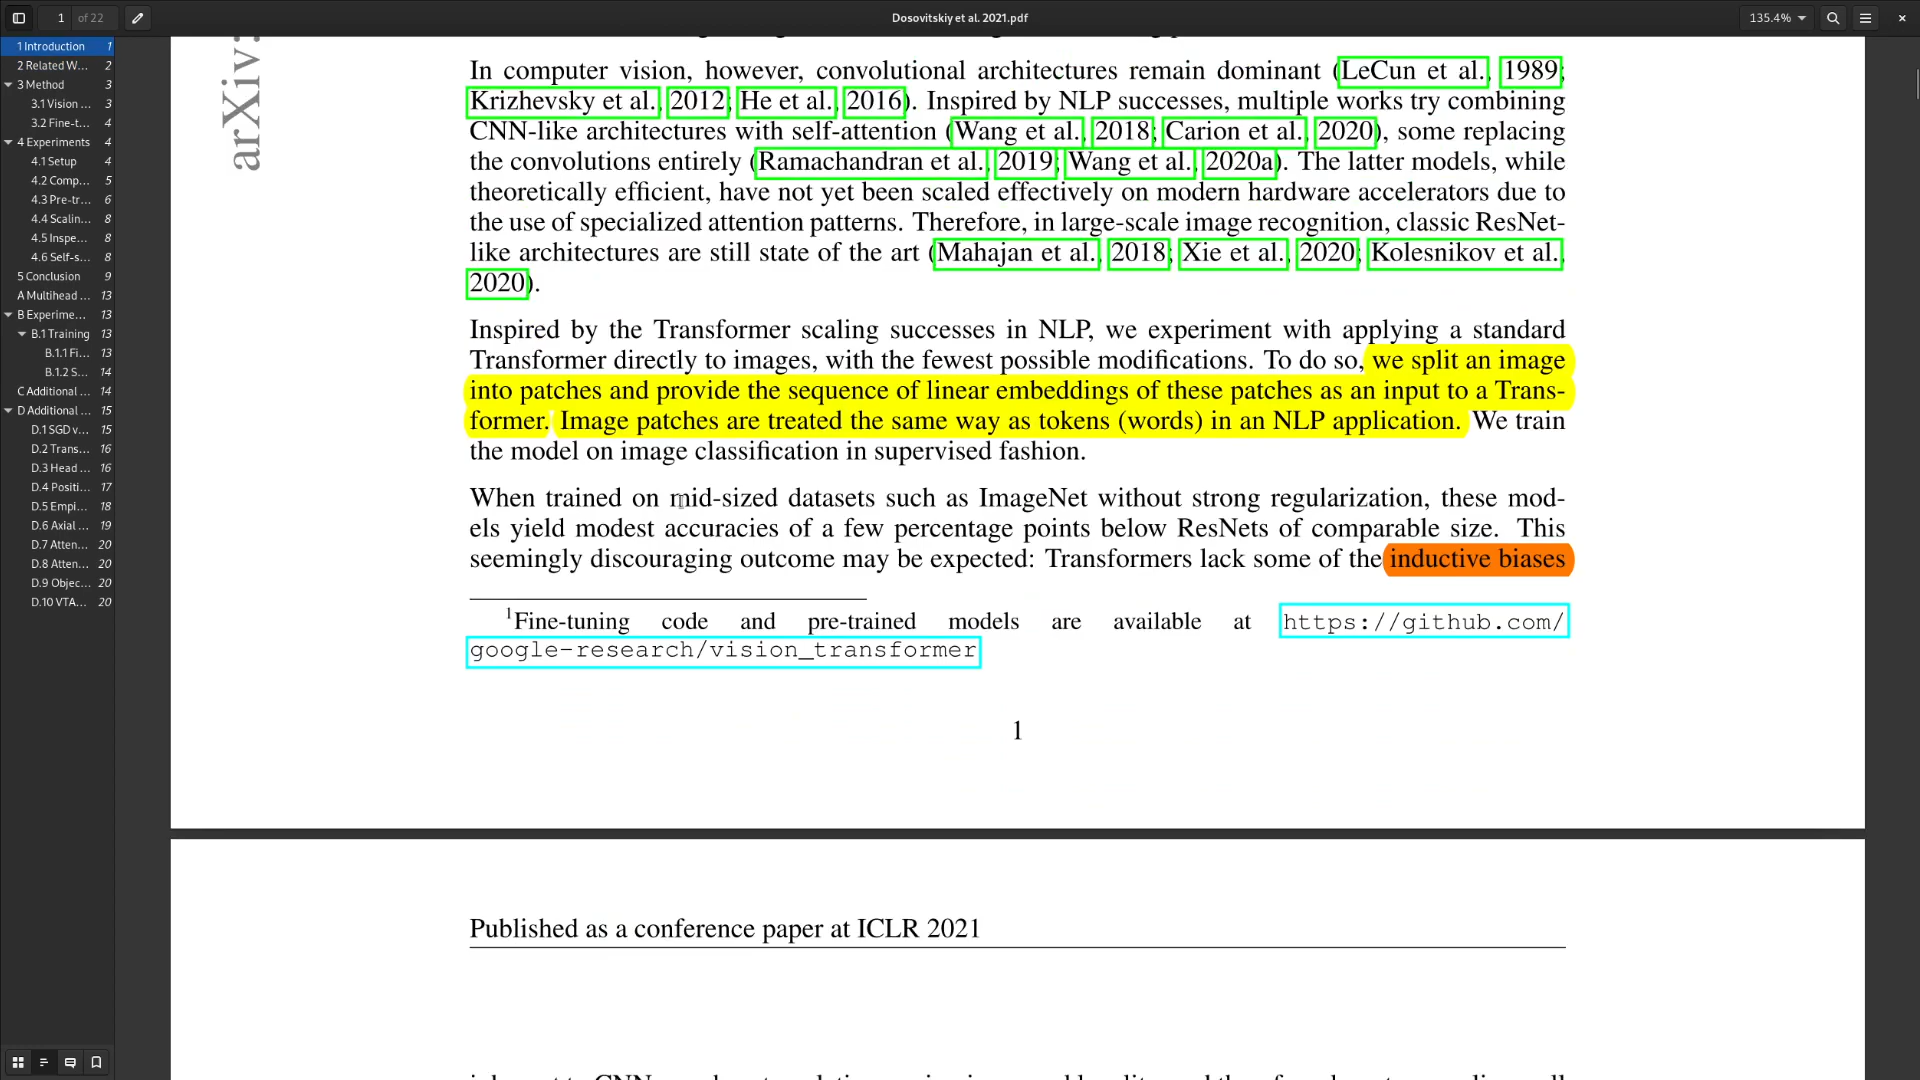 1 of 22
Dosovitskiy et al. 2021.pdf
135.4%
1 Introduction 1
2 Related W... 2
3 Method 3
3.1 Vision ... 3
3.2 Fine-t... 4
4 Experiments 4
4.1 Setup 4
4.2 Comp... 5
4.3 Pre-tr... 6
4.4 Scalin... 8
4.5 Inspe... 8
4.6 Self-s... 8
5 Conclusion 9
A Multihead ... 13
B Experime... 13
B.1 Training 13
B.1.1 Fi... 13
B.1.2 S... 14
C Additional ... 14
D Additional ... 15
D.1 SGD v... 15
D.2 Trans... 16
D.3 Head ... 16
D.4 Positi... 17
D.5 Empi... 18
D.6 Axial ... 19
D.7 Atten... 20
D.8 Atten... 20
D.9 Objec... 20
D.10 VTA... 20
arXiv:
In computer vision, however, convolutional architectures remain dominant (LeCun et al., 1989;
Krizhevsky et al., 2012; He et al., 2016). Inspired by NLP successes, multiple works try combining
CNN-like architectures with self-attention (Wang et al., 2018; Carion et al., 2020), some replacing
the convolutions entirely (Ramachandran et al., 2019; Wang et al., 2020a). The latter models, while
theoretically efficient, have not yet been scaled effectively on modern hardware accelerators due to
the use of specialized attention patterns. Therefore, in large-scale image recognition, classic ResNet-
like architectures are still state of the art (Mahajan et al., 2018; Xie et al., 2020; Kolesnikov et al.,
2020).
Inspired by the Transformer scaling successes in NLP, we experiment with applying a standard
Transformer directly to images, with the fewest possible modifications. To do so, we split an image
into patches and provide the sequence of linear embeddings of these patches as an input to a Trans-
former. Image patches are treated the same way as tokens (words) in an NLP application. We train
the model on image classification in supervised fashion.
When trained on mid-sized datasets such as ImageNet without strong regularization, these mod-
els yield modest accuracies of a few percentage points below ResNets of comparable size. This
seemingly discouraging outcome may be expected: Transformers lack some of the inductive biases
1Fine-tuning code and pre-trained models are available at https://github.com/
google-research/vision_transformer
1
Published as a conference paper at ICLR 2021